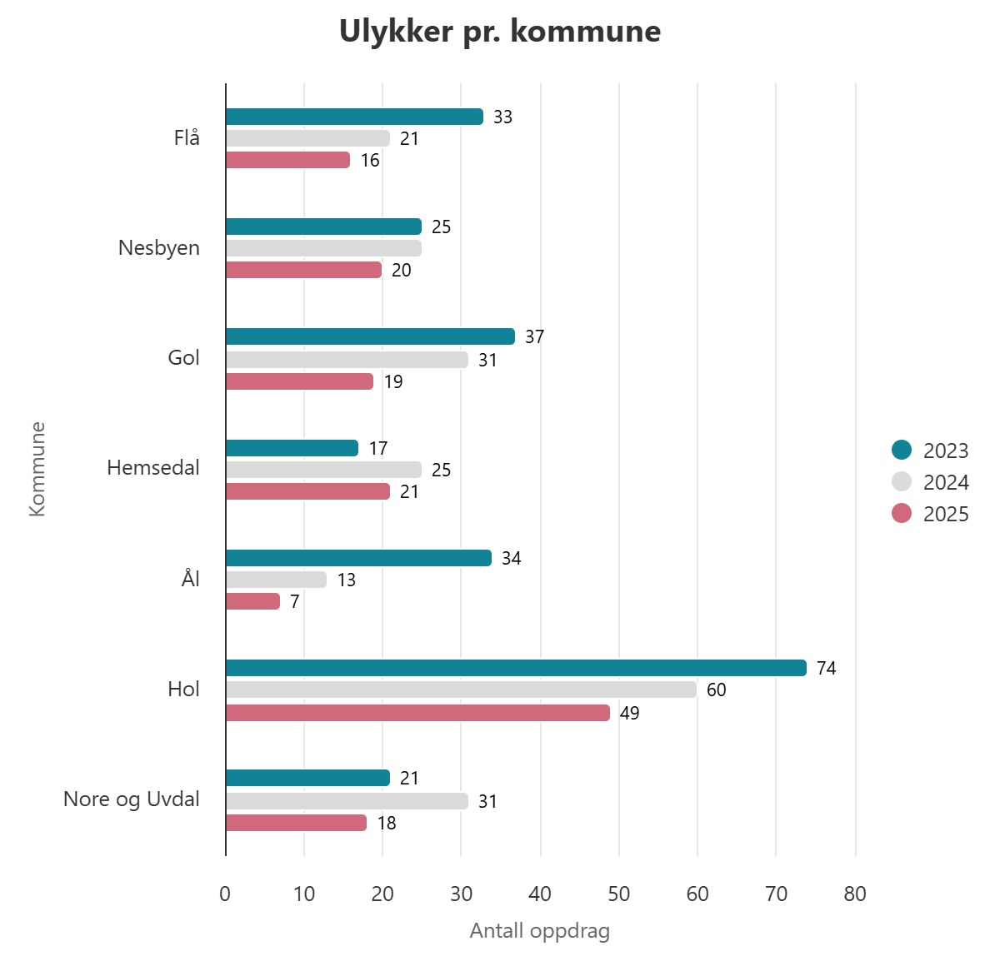 Ulykker pr. kommune
Flå
33
21
16
Nesbyen
25
20
Gol
37
31
19
Hemsedal
17
25
21
Ål
34
13
7
Hol
74
60
49
Nore og Uvdal
21
31
18
0 10 20 30 40 50 60 70 80
Antall oppdrag
Kommune
2023
2024
2025